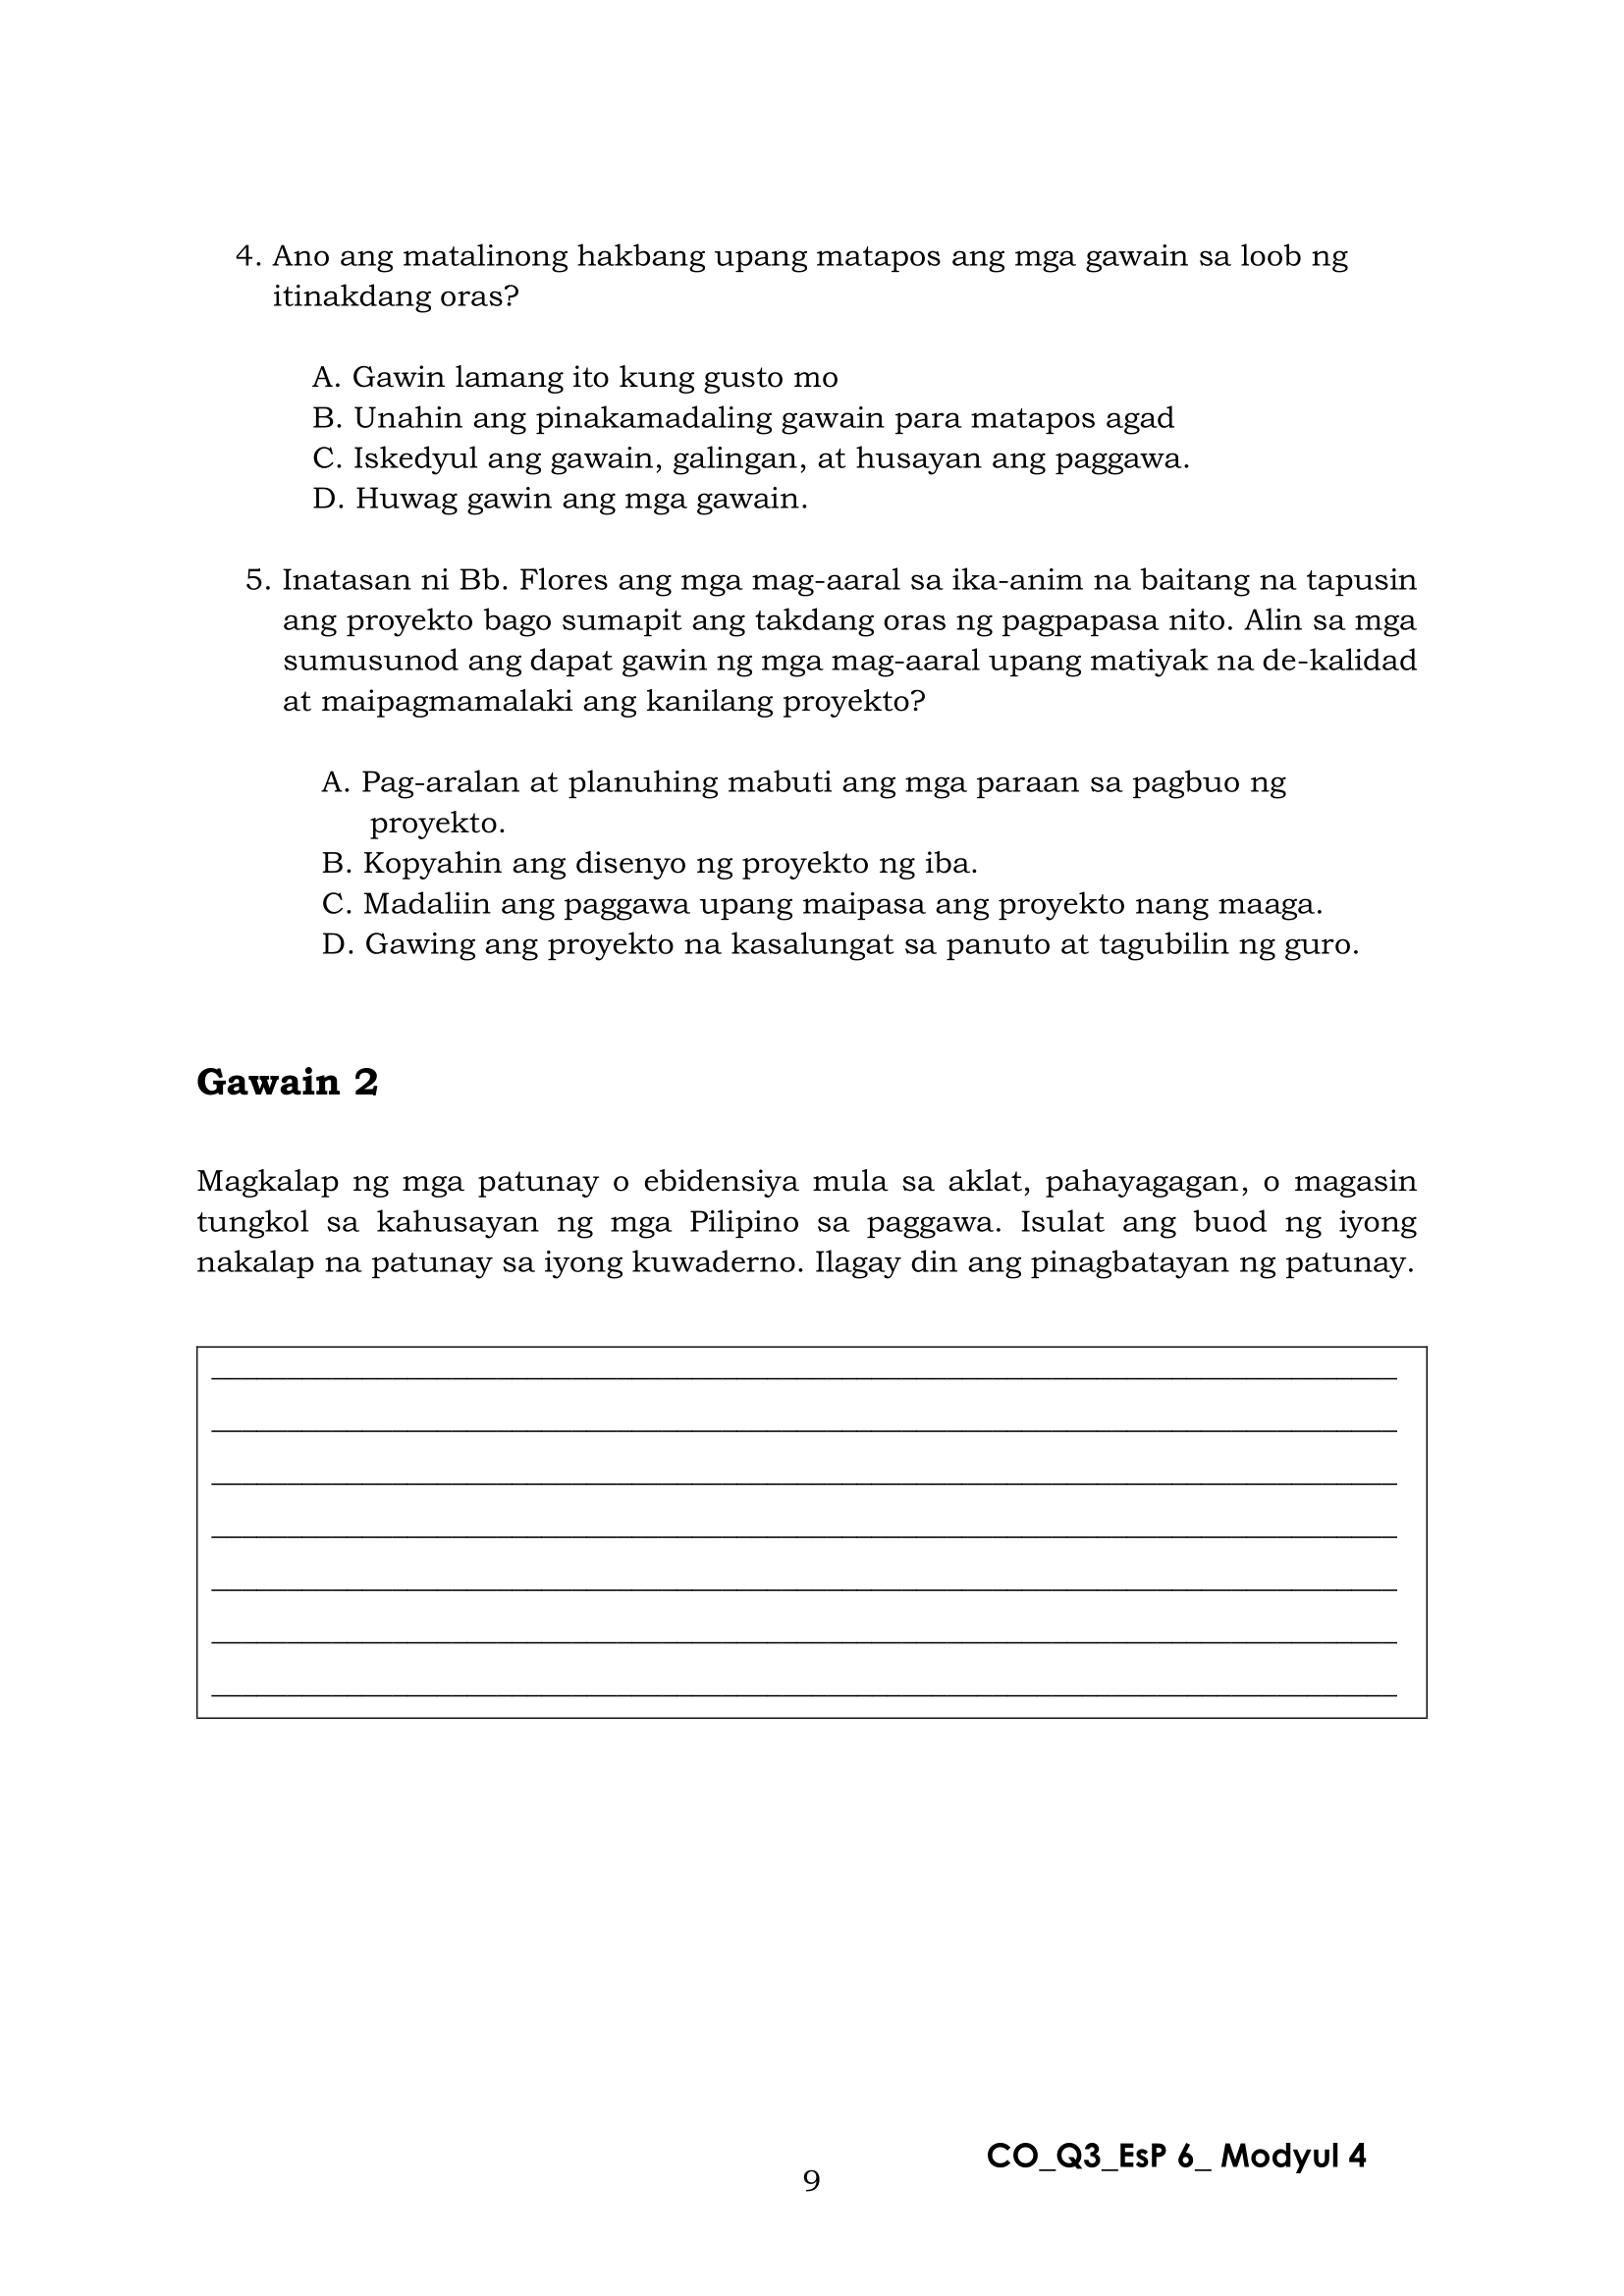 4. Ano ang matalinong hakbang upang matapos ang mga gawain sa loob ng
itinakdang oras?
A. Gawin lamang ito kung gusto mo
B. Unahin ang pinakamadaling gawain para matapos agad
C. Iskedyul ang gawain, galingan, at husayan ang paggawa.
D. Huwag gawin ang mga gawain.
5. Inatasan ni Bb. Flores ang mga mag-aaral sa ika-anim na baitang na tapusin
ang proyekto bago sumapit ang takdang oras ng pagpapasa nito. Alin sa mga
sumusunod ang dapat gawin ng mga mag-aaral upang matiyak na de-kalidad
at maipagmamalaki ang kanilang proyekto?
A. Pag-aralan at planuhing mabuti ang mga paraan sa pagbuo ng
proyekto.
B. Kopyahin ang disenyo ng proyekto ng iba.
C. Madaliin ang paggawa upang maipasa ang proyekto nang maaga.
D. Gawing ang proyekto na kasalungat sa panuto at tagubilin ng guro.
Gawain 2
Magkalap ng mga patunay o ebidensiya mula sa aklat, pahayagagan, o magasin
tungkol sa kahusayan ng mga Pilipino sa paggawa. Isulat ang buod ng iyong
nakalap na patunay sa iyong kuwaderno. Ilagay din ang pinagbatayan ng patunay.
CO_Q3_EsP 6_ Modyul 4
9